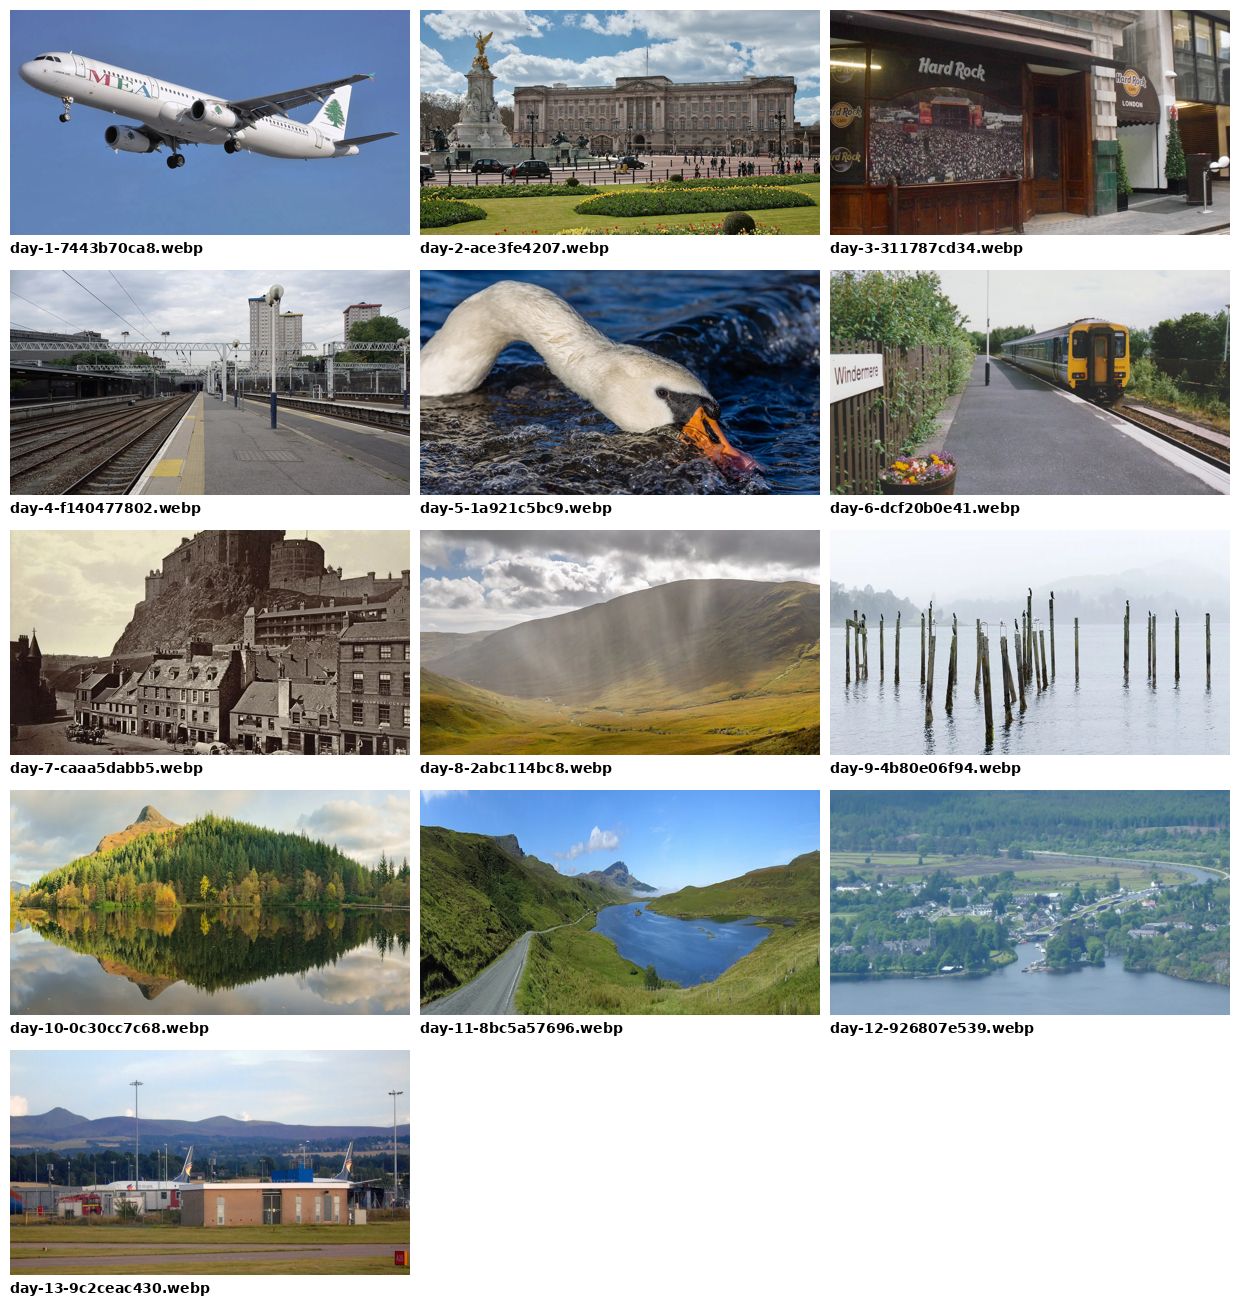 MEA
Hard Rock
Hard Rock
LONDON
Hard Rock
day-1-7443b70ca8.webp
day-2-ace3fe4207.webp
day-3-311787cd34.webp
Windermere
day-4-f140477802.webp
day-5-1a921c5bc9.webp
day-6-dcf20b0e41.webp
day-7-caaa5dabb5.webp
day-8-2abc114bc8.webp
day-9-4b80e06f94.webp
day-10-0c30cc7c68.webp
day-11-8bc5a57696.webp
day-12-926807e539.webp
day-13-9c2ceac430.webp